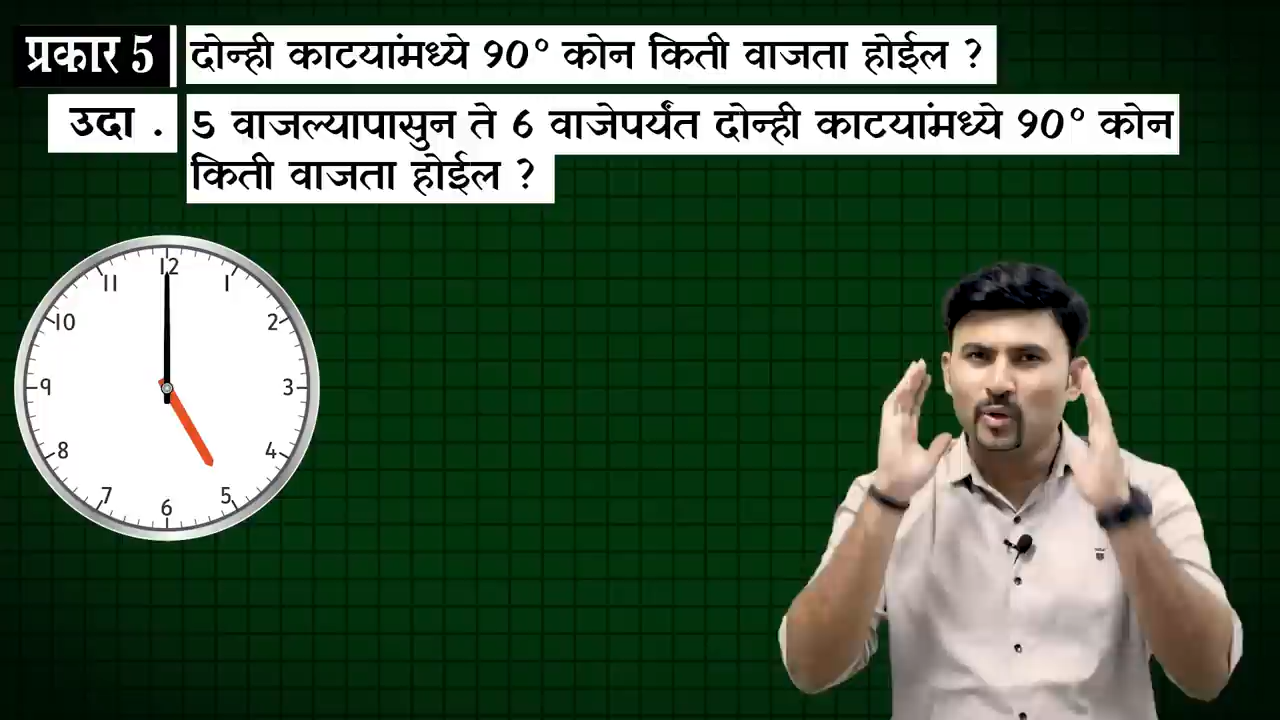 प्रकार 5 दोन्ही काटयांमध्ये 90° कोन किती वाजता होईल ?
उदा . 5 वाजल्यापासुन ते 6 वाजेपर्यंत दोन्ही काटयांमध्ये 90° कोन
किती वाजता होईल ?
12
11 1
10 2
9 3
8 4
7 5
6